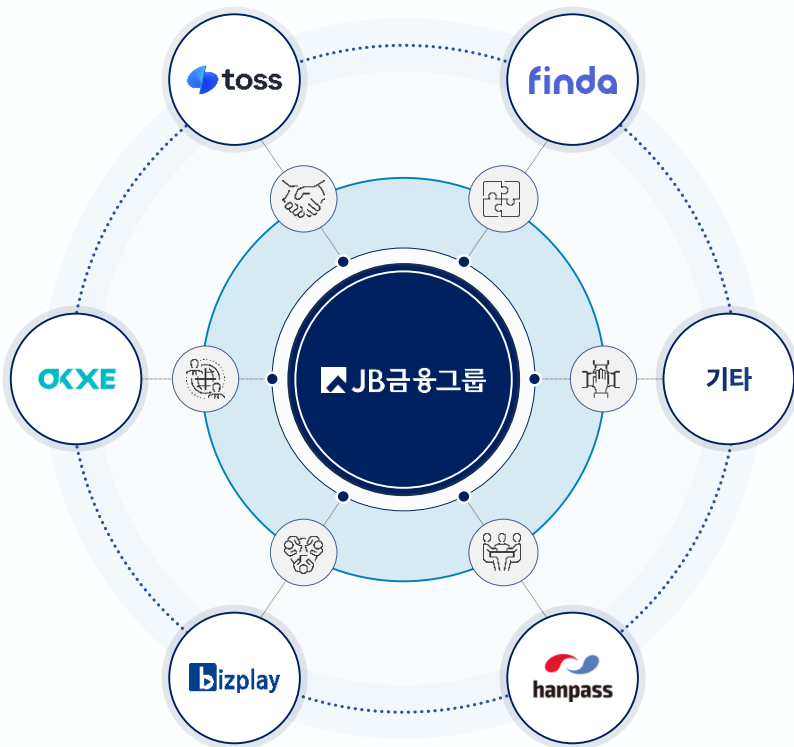 toss
finda
OKXE
JB금융그룹
기타
bizplay
hanpass